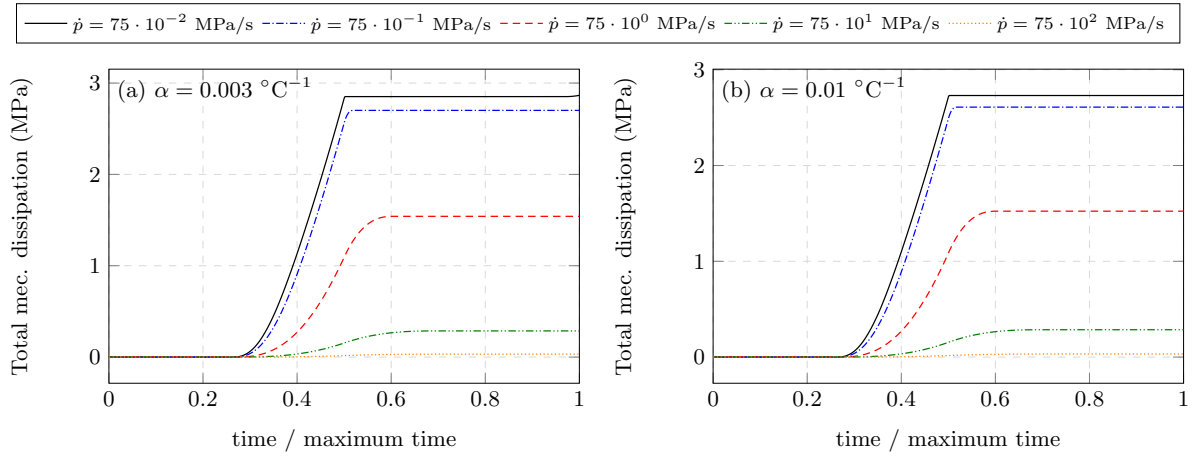 ṗ = 75 · 10⁻² MPa/s ṗ = 75 · 10⁻¹ MPa/s ṗ = 75 · 10⁰ MPa/s ṗ = 75 · 10¹ MPa/s ṗ = 75 · 10² MPa/s
Total mec. dissipation (MPa)
(a) α = 0.003 °C⁻¹
3
2
1
0
0 0.2 0.4 0.6 0.8 1
time / maximum time
Total mec. dissipation (MPa)
(b) α = 0.01 °C⁻¹
3
2
1
0
0 0.2 0.4 0.6 0.8 1
time / maximum time